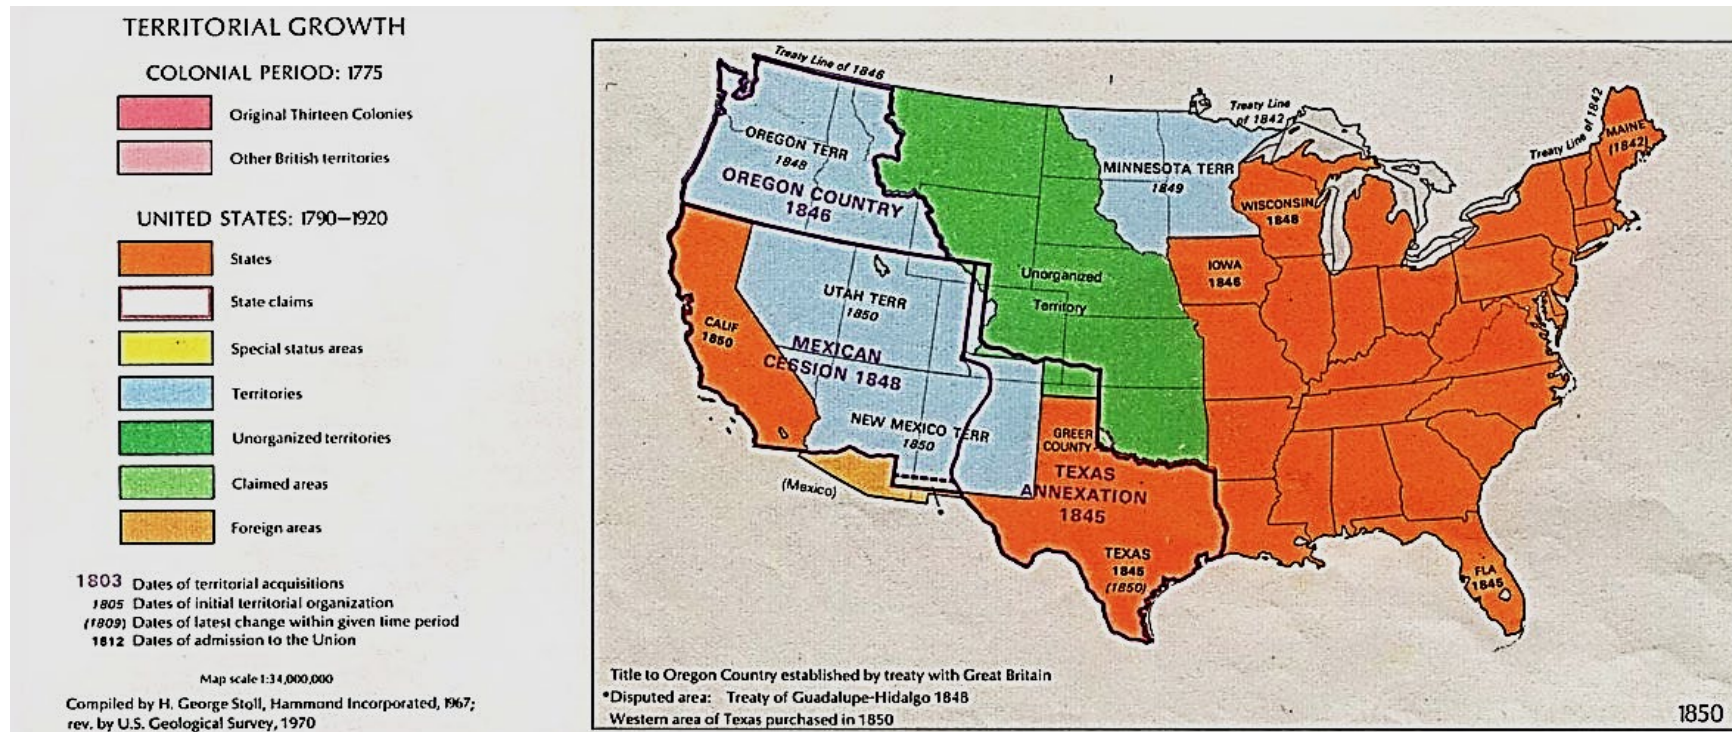 TERRITORIAL GROWTH
COLONIAL PERIOD: 1775
Original Thirteen Colonies
Other British territories
UNITED STATES: 1790–1920
States
State claims
Special status areas
Territories
Unorganized territories
Claimed areas
Foreign areas
1803 Dates of territorial acquisitions
1805 Dates of initial territorial organization
(1809) Dates of latest change within given time period
1812 Dates of admission to the Union
Map scale 1:34,000,000
Compiled by H. George Stoll, Hammond Incorporated, 1967;
rev. by U.S. Geological Survey, 1970
Treaty Line of 1846
OREGON TERR
1848
OREGON COUNTRY
1846
MINNESOTA TERR
1849
Treaty Line
of 1842
Treaty Line of 1842
MAINE
(1842)
WISCONSIN
1848
IOWA
1846
Unorganized
Territory
UTAH TERR
1850
CALIF
1850
MEXICAN
CESSION 1848
NEW MEXICO TERR
1850
GREER
COUNTY
TEXAS
ANNEXATION
1845
(Mexico)
*
TEXAS
1845
(1850)
FLA
1845
Title to Oregon Country established by treaty with Great Britain
*Disputed area: Treaty of Guadalupe-Hidalgo 1848
Western area of Texas purchased in 1850
1850